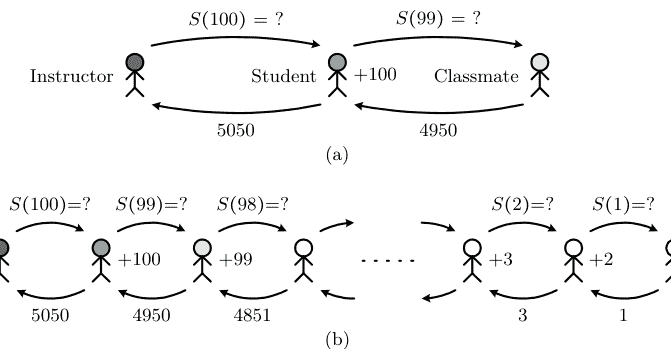 S(100) = ? S(99) = ?
Instructor Student +100 Classmate
5050 4950
(a)
S(100)=? S(99)=? S(98)=? S(2)=? S(1)=?
+100 +99 ..... +3 +2
5050 4950 4851 3 1
(b)